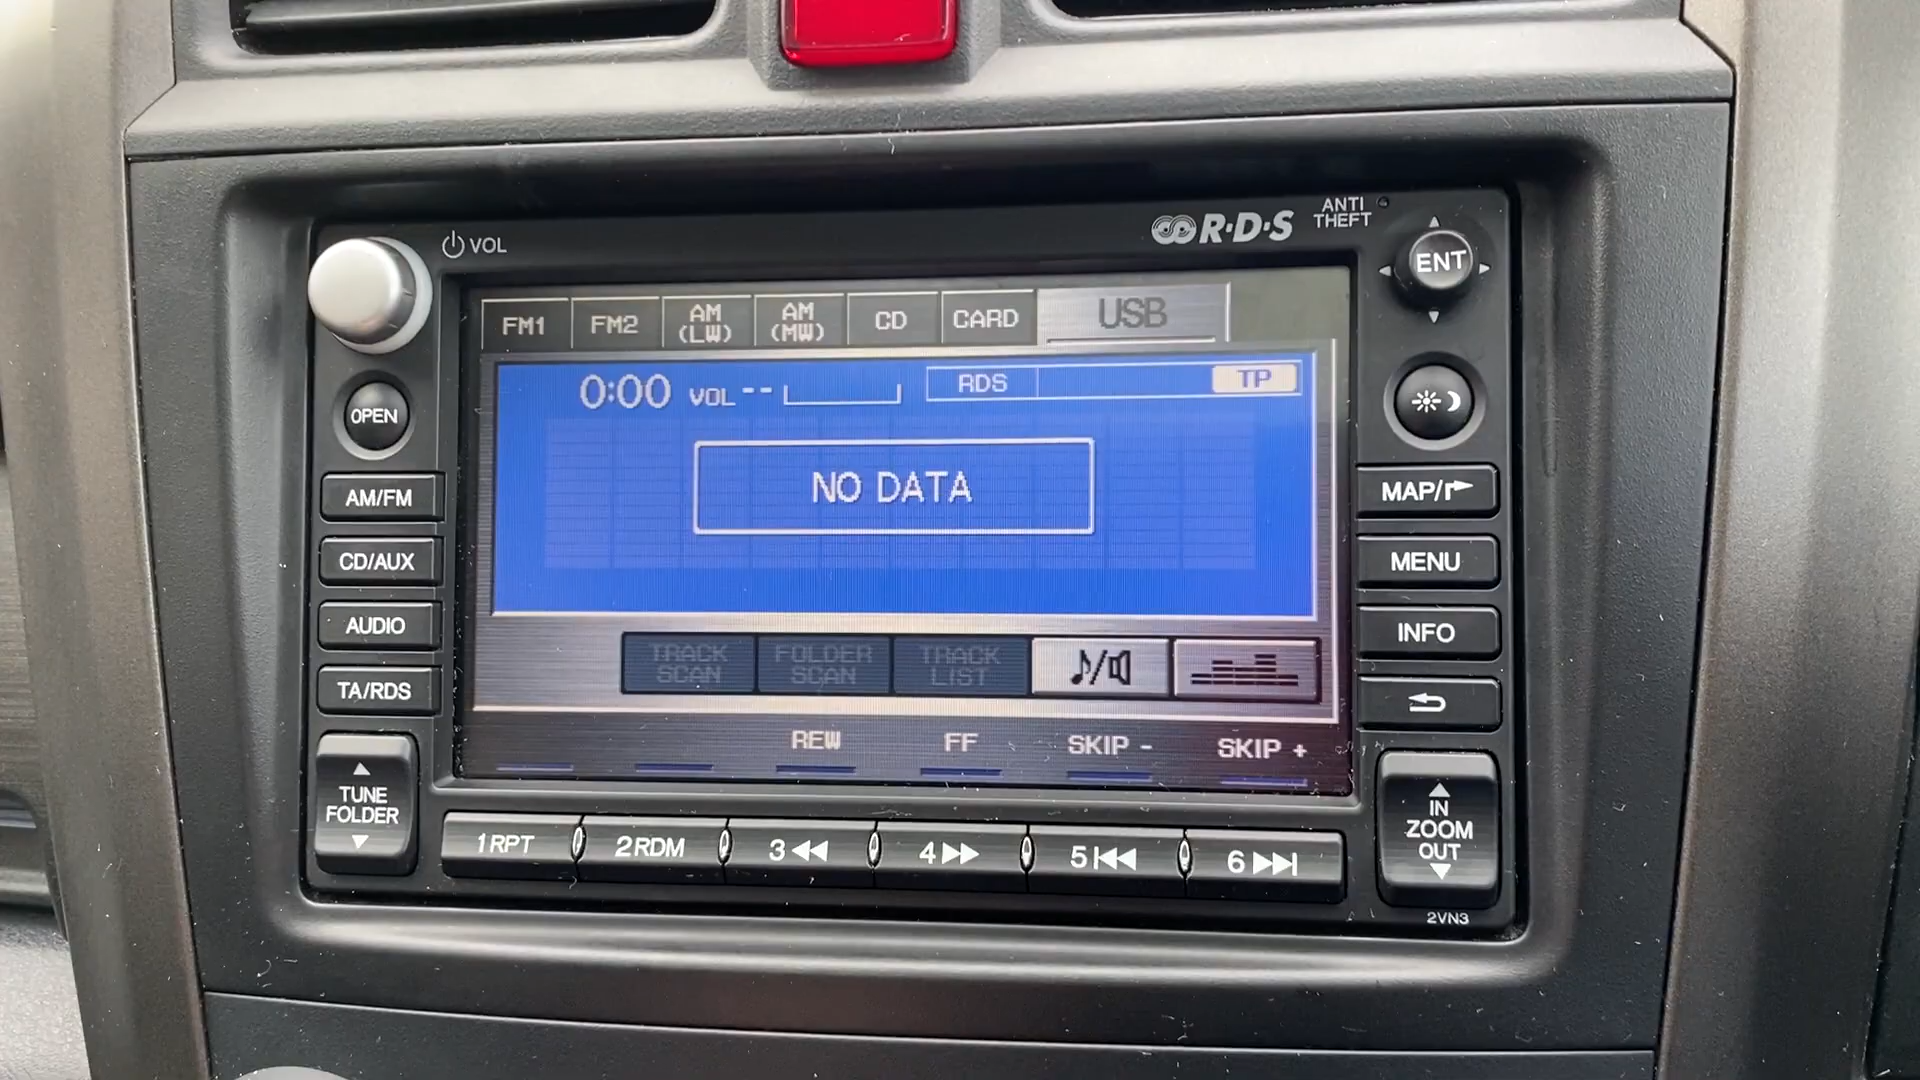 VOL
R·D·S
ANTI
THEFT
ENT
FM1
FM2
AM
(LW)
AM
(MW)
CD
CARD
USB
0:00 VOL --
RDS
TP
NO DATA
TRACK
SCAN
FOLDER
SCAN
TRACK
LIST
REW
FF
SKIP -
SKIP +
OPEN
AM/FM
CD/AUX
AUDIO
TA/RDS
TUNE
FOLDER
MAP/
MENU
INFO
IN
ZOOM
OUT
1 RPT
2 RDM
3
4
5
6
2VN3